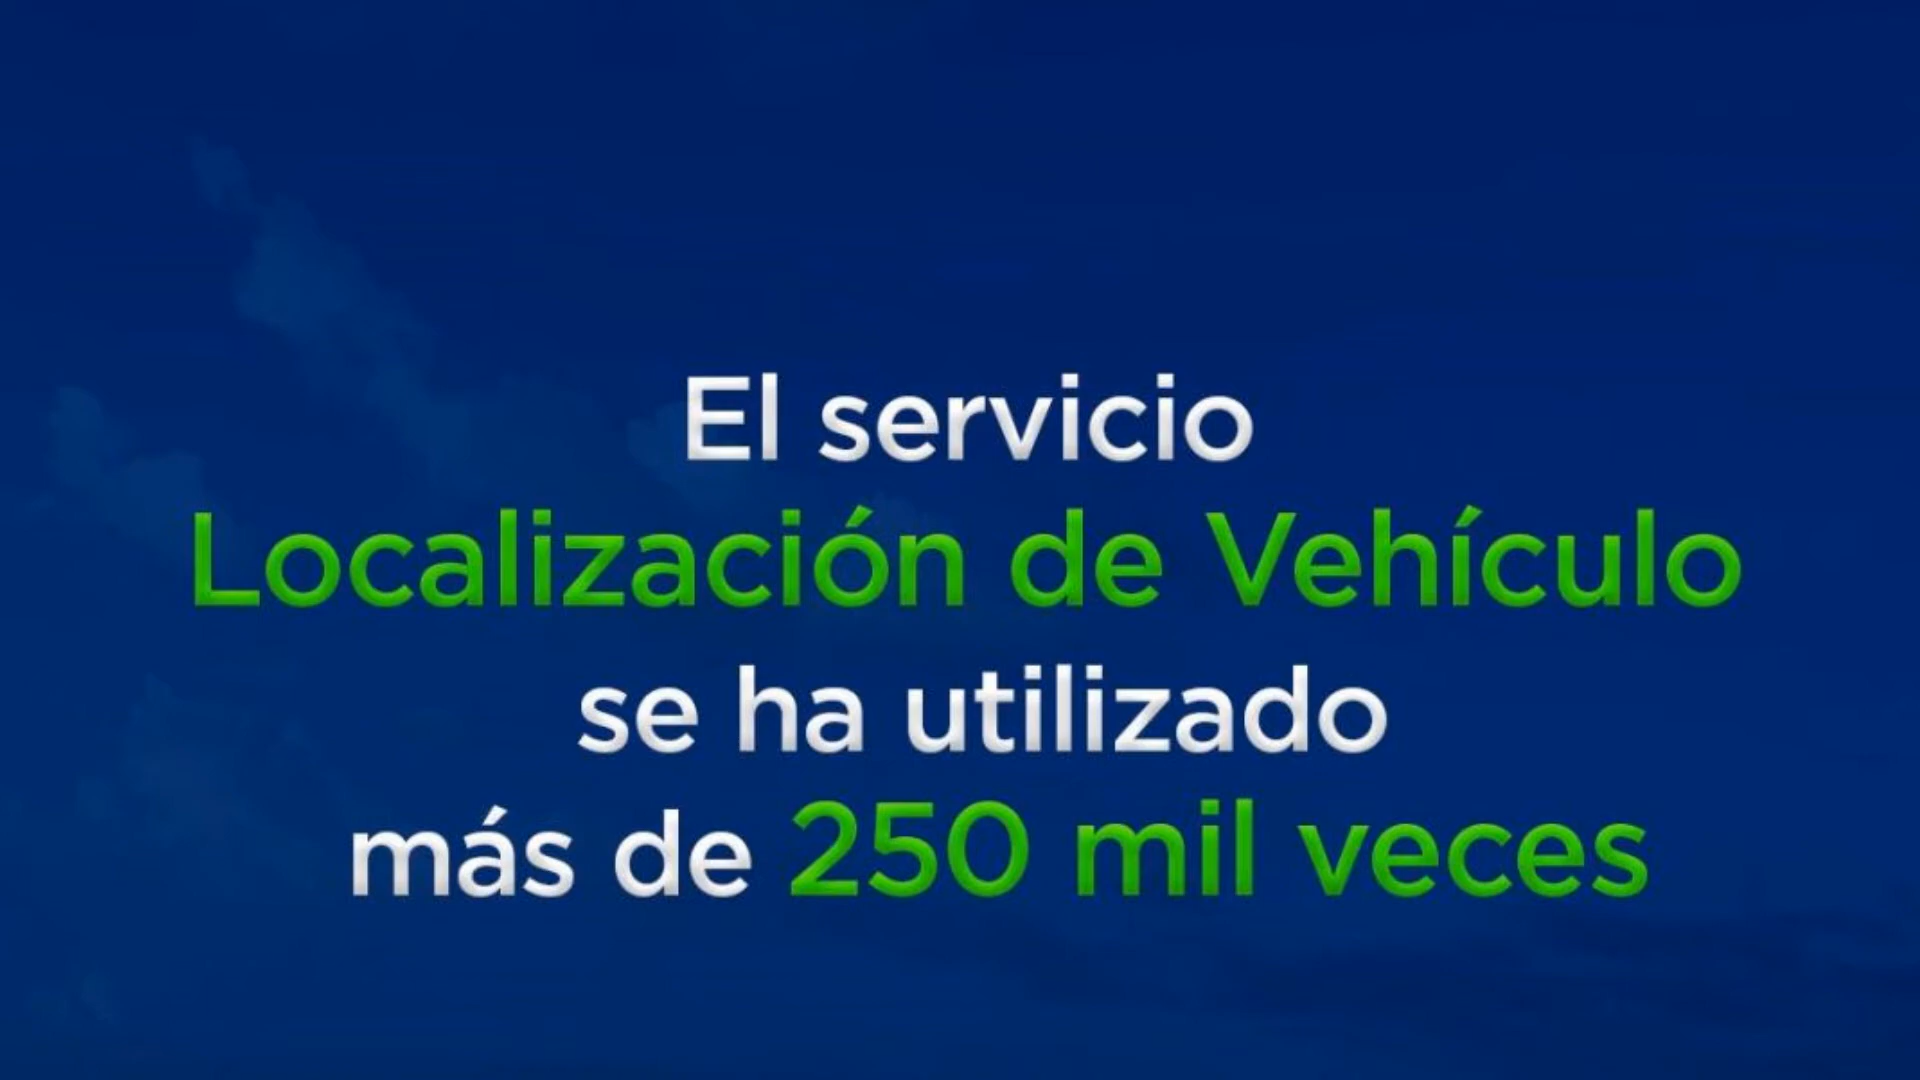 El servicio
Localización de Vehículo
se ha utilizado
más de 250 mil veces